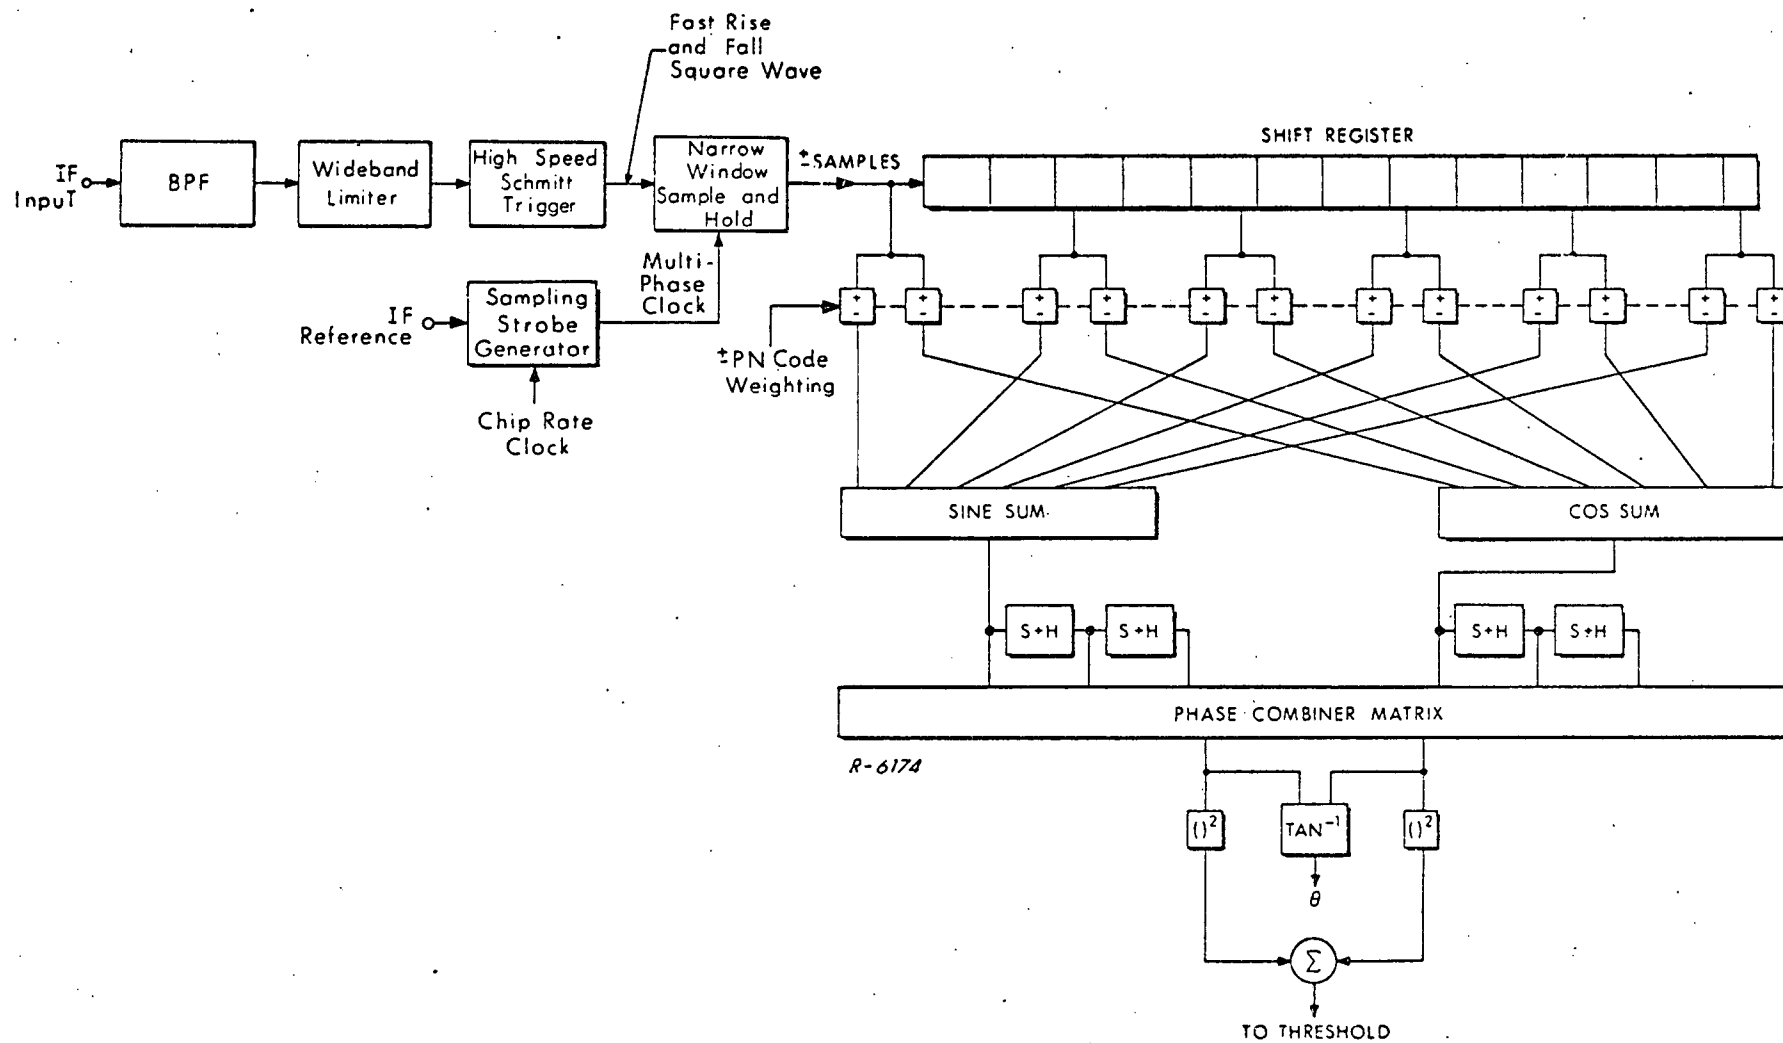 Fast Rise
and Fall
Square Wave
SHIFT REGISTER
IF
InpuT
BPF
Wideband
Limiter
High Speed
Schmitt
Trigger
Narrow
Window
Sample and
Hold
±SAMPLES
Multi-
Phase
Clock
IF
Reference
Sampling
Strobe
Generator
Chip Rate
Clock
±PN Code
Weighting
+ + + + + + + + + + + +
- - - - - - - - - - - -
SINE SUM
COS SUM
S+H S+H S+H S+H
PHASE COMBINER MATRIX
R-6174
()² TAN⁻¹ ()²
θ
Σ
TO THRESHOLD